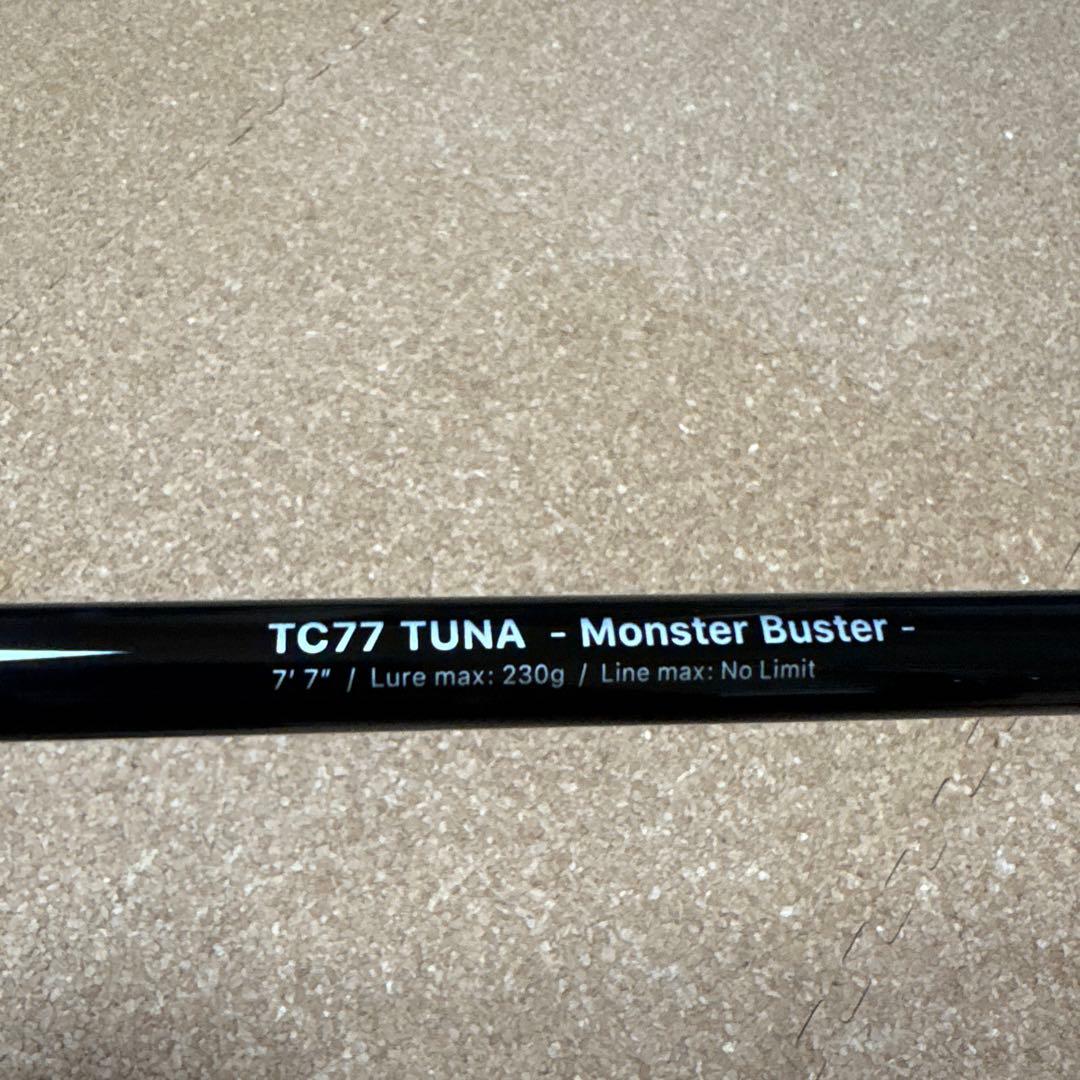 TC77 TUNA - Monster Buster -
7' 7" / Lure max: 230g / Line max: No Limit